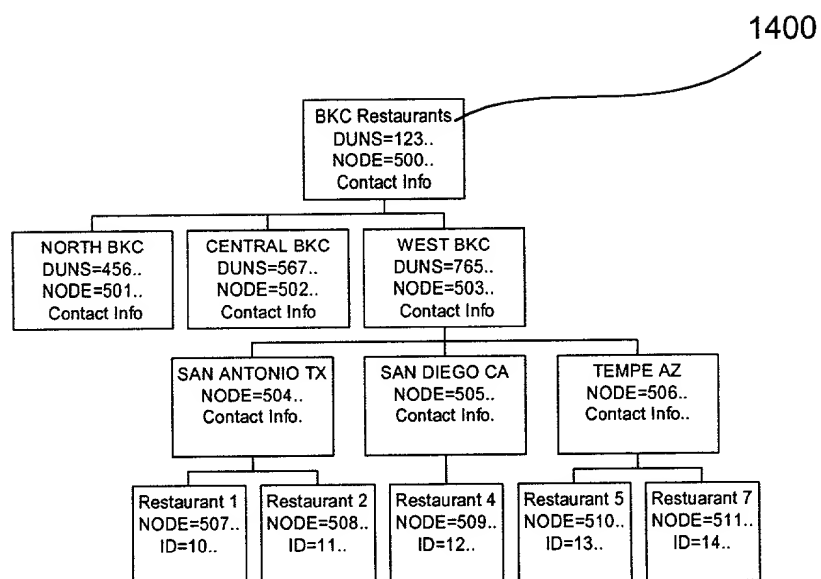 1400
BKC Restaurants
DUNS=123..
NODE=500..
Contact Info
NORTH BKC
DUNS=456..
NODE=501..
Contact Info
CENTRAL BKC
DUNS=567..
NODE=502..
Contact Info
WEST BKC
DUNS=765..
NODE=503..
Contact Info
SAN ANTONIO TX
NODE=504..
Contact Info.
SAN DIEGO CA
NODE=505..
Contact Info.
TEMPE AZ
NODE=506..
Contact Info..
Restaurant 1
NODE=507..
ID=10..
Restaurant 2
NODE=508..
ID=11..
Restaurant 4
NODE=509..
ID=12..
Restaurant 5
NODE=510..
ID=13..
Restuarant 7
NODE=511..
ID=14..